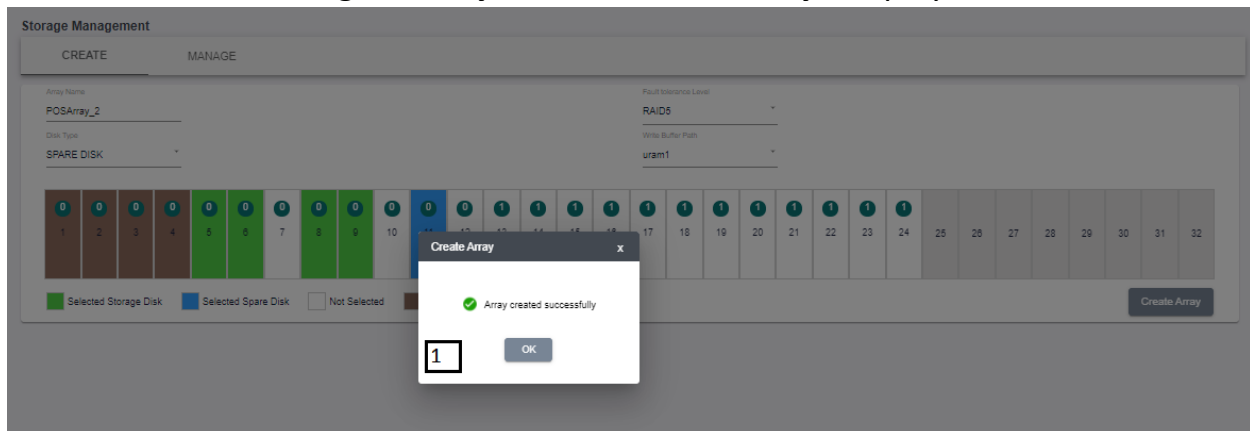 Storage Management
CREATE MANAGE
Array Name
POSArray_2
Fault tolerance Level
RAID5
Disk Type
SPARE DISK
Write Buffer Path
uram1
0 0 0 0 0 0 0 0 0 0 0 0 1 1 1 1 1 1 1 1 1 1 1 1
1 2 3 4 5 6 7 8 9 10 17 18 19 20 21 22 23 24 25 26 27 28 29 30 31 32
Create Array x
Selected Storage Disk Selected Spare Disk Not Selected
Array created successfully
Create Array
OK
1